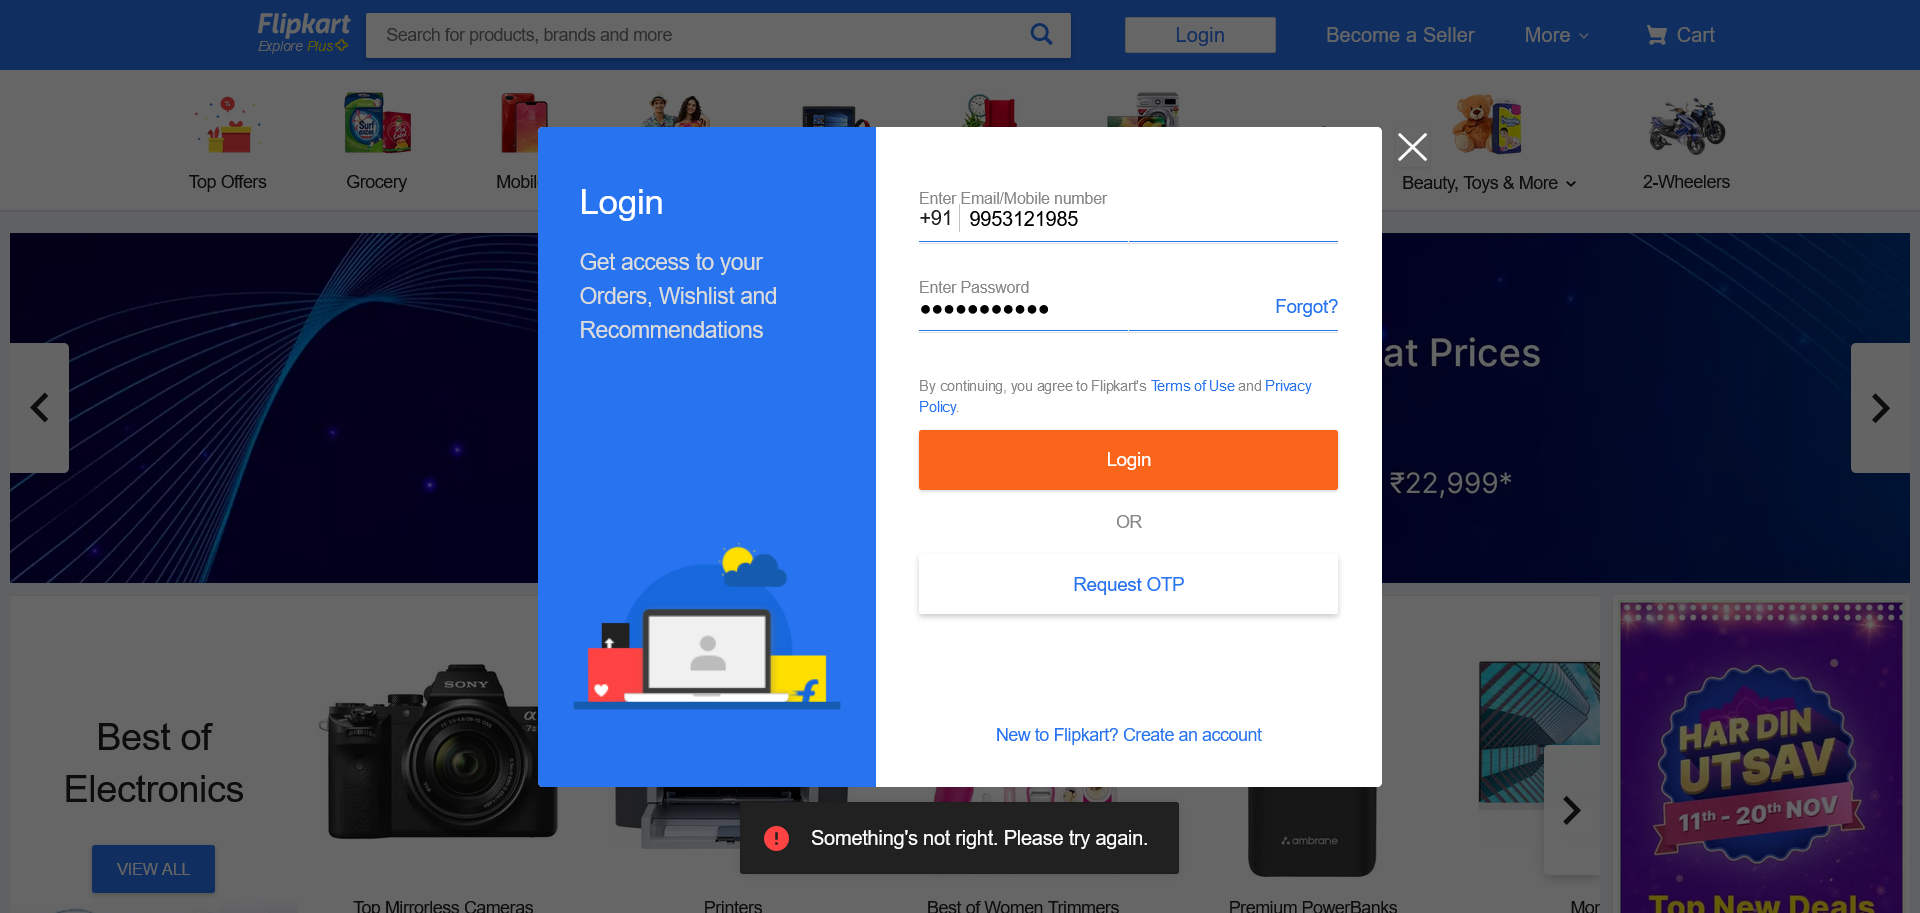 Flipkart
Explore Plus
Search for products, brands and more
Login
Become a Seller
More
Cart
Top Offers
Grocery
Mobil
Beauty, Toys & More
2-Wheelers
Login
Get access to your
Orders, Wishlist and
Recommendations
Enter Email/Mobile number
+91 9953121985
Enter Password
Forgot?
By continuing, you agree to Flipkart's Terms of Use and Privacy
Policy.
Login
OR
Request OTP
New to Flipkart? Create an account
at Prices
₹22,999*
Best of
Electronics
VIEW ALL
SONY
α
Surf
ambrane
HAR DIN
UTSAV
11th - 20th NOV
Top New Deals
Something's not right. Please try again.
Top Mirrorless Cameras
Printers
Best of Women Trimmers
Premium PowerBanks
Mor